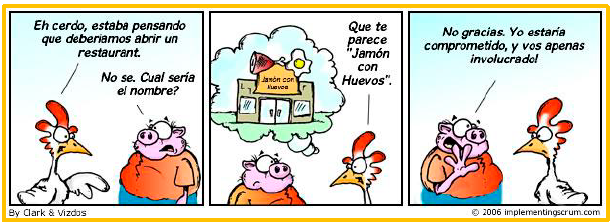 Eh cerdo, estaba pensando
que deberíamos abrir un
restaurant.
No se. Cual sería
el nombre?
Que te
parece
"Jamón
con
Huevos".
Jamón con
Huevos
No gracias. Yo estaría
comprometido, y vos apenas
involucrado!
By Clark & Vizdos
© 2006 implementingscrum.com